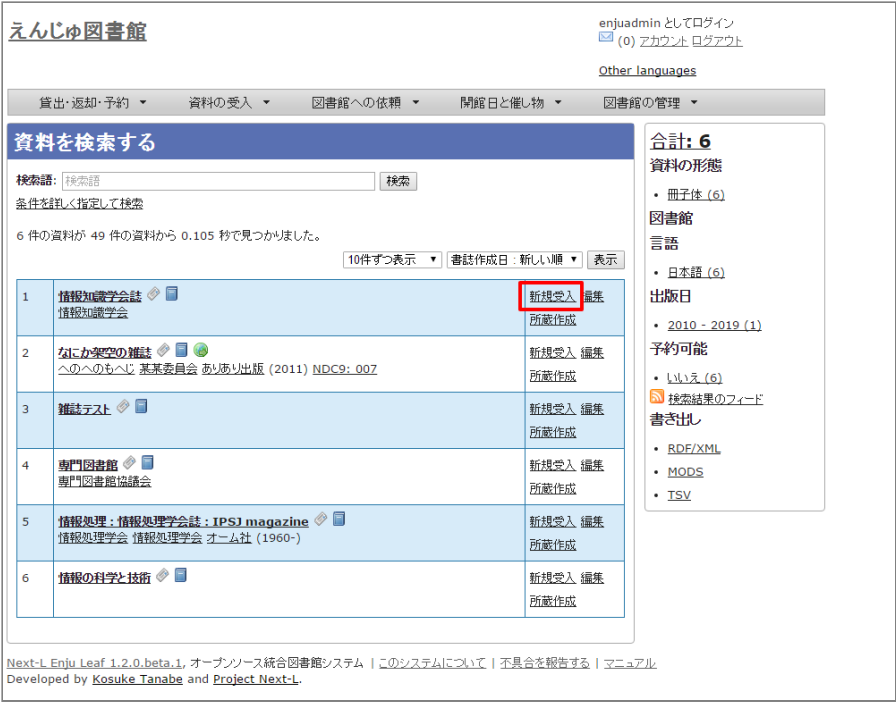 えんじゅ図書館
enjuadmin としてログイン
(0) アカウント ログアウト
Other languages
貸出・返却・予約 ▼ 資料の受入 ▼ 図書館への依頼 ▼ 開館日と催し物 ▼ 図書館の管理 ▼
資料を検索する
検索語: 検索語 検索
条件を詳しく指定して検索
6 件の資料が 49 件の資料から 0.105 秒で見つかりました。
10件ずつ表示 ▼ 書誌作成日 : 新しい順 ▼ 表示
1 情報知識学会誌 新規受入 編集
情報知識学会 所蔵作成
2 なにか架空の雑誌 新規受入 編集
へのへのもへじ 某某委員会 ありあり出版 (2011) NDC9: 007 所蔵作成
3 雑誌テスト 新規受入 編集
所蔵作成
4 専門図書館 新規受入 編集
専門図書館協議会 所蔵作成
5 情報処理 : 情報処理学会誌 : IPSJ magazine 新規受入 編集
情報処理学会 情報処理学会 オーム社 (1960-) 所蔵作成
6 情報の科学と技術 新規受入 編集
所蔵作成
合計: 6
資料の形態
• 冊子体 (6)
図書館
言語
• 日本語 (6)
出版日
• 2010 - 2019 (1)
予約可能
• いいえ (6)
検索結果のフィード
書き出し
• RDF/XML
• MODS
• TSV
Next-L Enju Leaf 1.2.0.beta.1, オープンソース統合図書館システム | このシステムについて | 不具合を報告する | マニュアル
Developed by Kosuke Tanabe and Project Next-L.